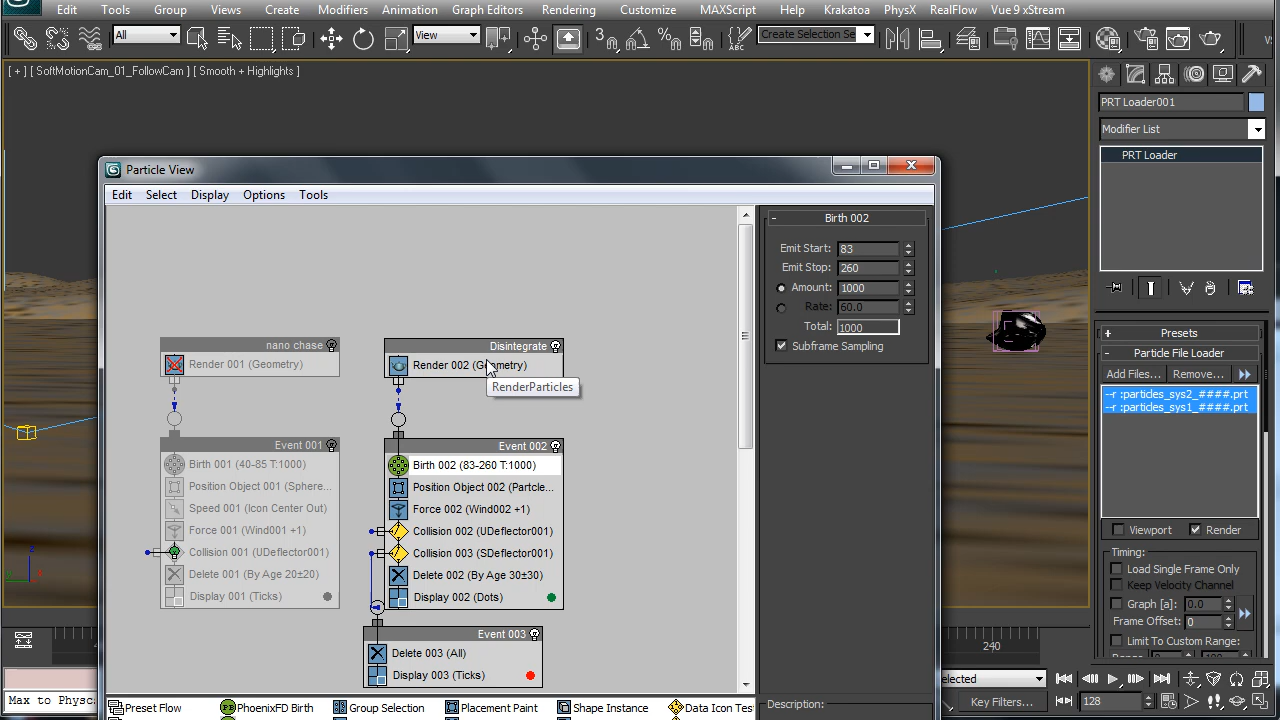 Edit Tools Group Views Create Modifiers Animation Graph Editors Rendering Customize MAXScript Help Krakatoa PhysX RealFlow Vue 9 xStream
All View 3 Create Selection Se
[ + ] [ SoftMotionCam_01_FollowCam ] [ Smooth + Highlights ]
PRT Loader001
Modifier List
PRT Loader
Particle View
Edit Select Display Options Tools
- Birth 002
Emit Start: 83
Emit Stop: 260
Amount: 1000
Rate: 60.0
Total: 1000
Subframe Sampling
nano chase
Render 001 (Geometry)
Disintegrate
Render 002 (Geometry)
RenderParticles
Event 001
Birth 001 (40-85 T:1000)
Position Object 001 (Sphere...
Speed 001 (Icon Center Out)
Force 001 (Wind001 +1)
Collision 001 (UDeflector001)
Delete 001 (By Age 20±20)
Display 001 (Ticks)
Event 002
Birth 002 (83-260 T:1000)
Position Object 002 (Partcle...
Force 002 (Wind002 +1)
Collision 002 (UDeflector001)
Collision 003 (SDeflector001)
Delete 002 (By Age 30±30)
Display 002 (Dots)
Event 003
Delete 003 (All)
Display 003 (Ticks)
Preset Flow PhoenixFD Birth Group Selection Placement Paint Shape Instance Data Icon Tes
Description:
+ Presets
- Particle File Loader
Add Files... Remove...
--r :particles_sys2_####.prt
--r :particles_sys1_####.prt
Viewport Render
Timing:
Load Single Frame Only
Keep Velocity Channel
Graph [a]: 0.0
Frame Offset: 0
Limit To Custom Range:
240
elected
Max to Physc
Key Filters...
128